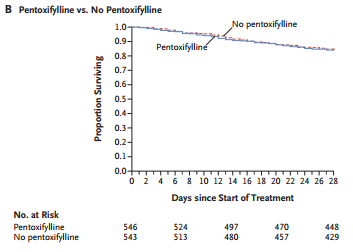 B Pentoxifylline vs. No Pentoxifylline
1.0
0.9
0.8
0.7
0.6
0.5
0.4
0.3
0.2
0.1
0.0
Proportion Surviving
No pentoxifylline
Pentoxifylline
0 2 4 6 8 10 12 14 16 18 20 22 24 26 28
Days since Start of Treatment
No. at Risk
Pentoxifylline 546 524 497 470 448
No pentoxifylline 543 513 480 457 429